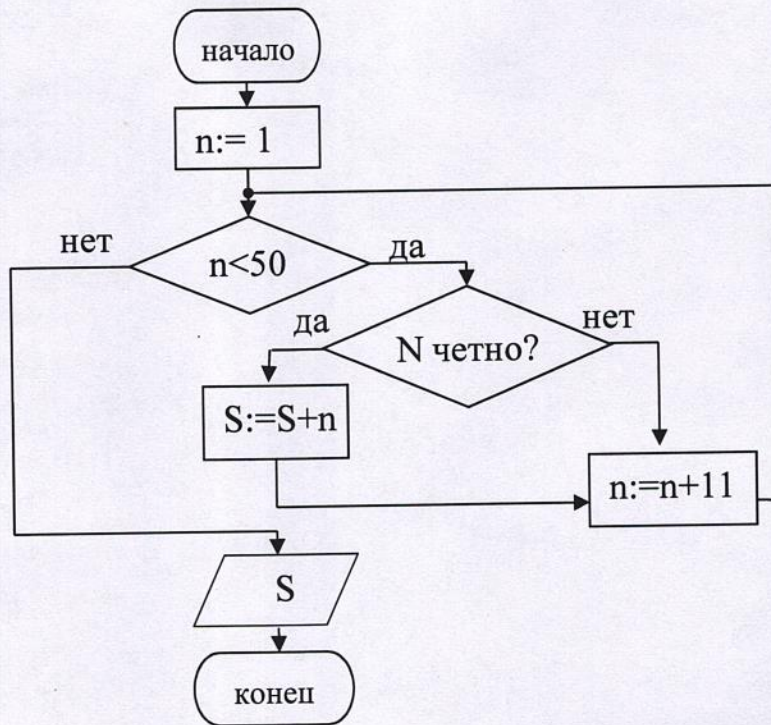 начало
n:= 1
нет
n<50
да
да
N четно?
нет
S:=S+n
n:=n+11
S
конец